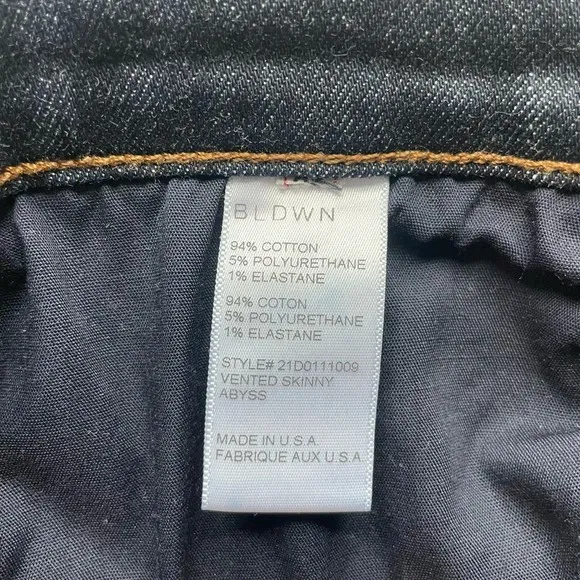 BLDWN
94% COTTON
5% POLYURETHANE
1% ELASTANE
94% COTON
5% POLYURETHANE
1% ELASTANE
STYLE# 21D0111009
VENTED SKINNY
ABYSS
MADE IN U.S.A
FABRIQUE AUX U.S.A.